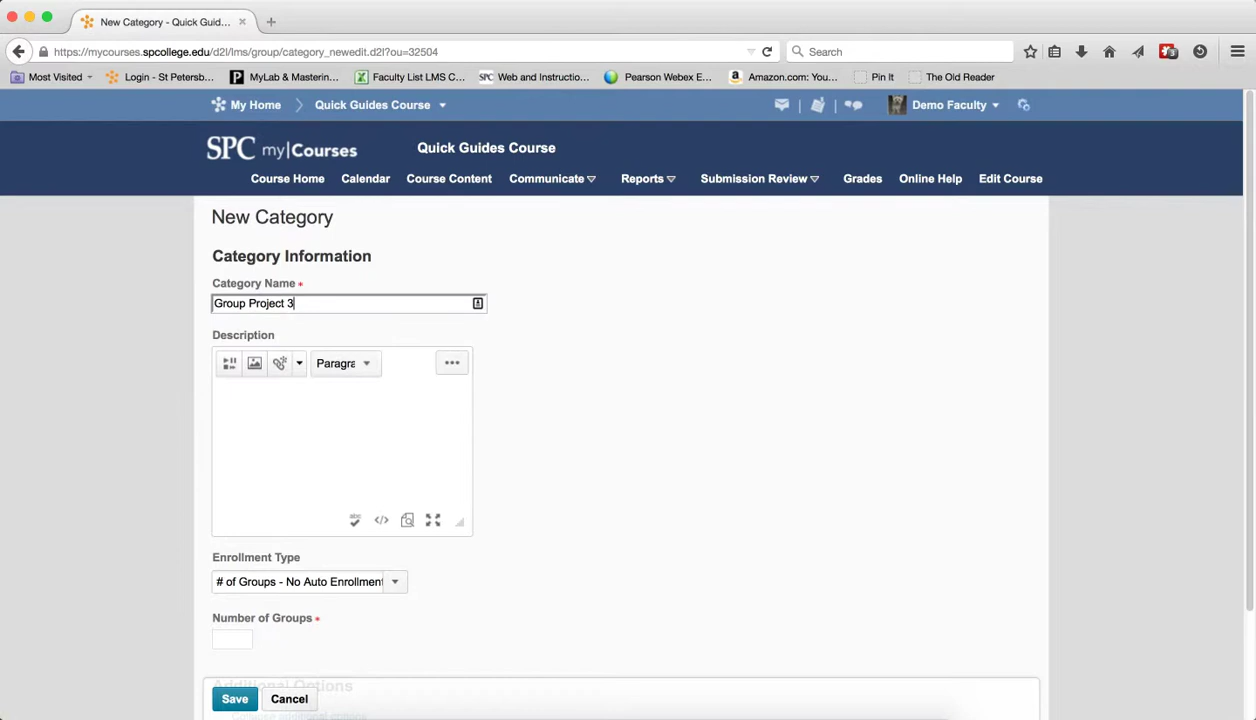 New Category - Quick Guid...
https://mycourses.spcollege.edu/d2l/lms/group/category_newedit.d2l?ou=32504
Search
Most Visited
Login - St Petersb...
MyLab & Mastering...
Faculty List LMS C...
SPC Web and Instructio...
Pearson Webex E...
Amazon.com: You...
Pin It
The Old Reader
My Home
Quick Guides Course
Demo Faculty
SPC my|Courses
Quick Guides Course
Course Home
Calendar
Course Content
Communicate
Reports
Submission Review
Grades
Online Help
Edit Course
New Category
Category Information
Category Name *
Group Project 3
Description
Paragra
abc
Enrollment Type
# of Groups - No Auto Enrollment
Number of Groups *
Additional Options
Save
Cancel